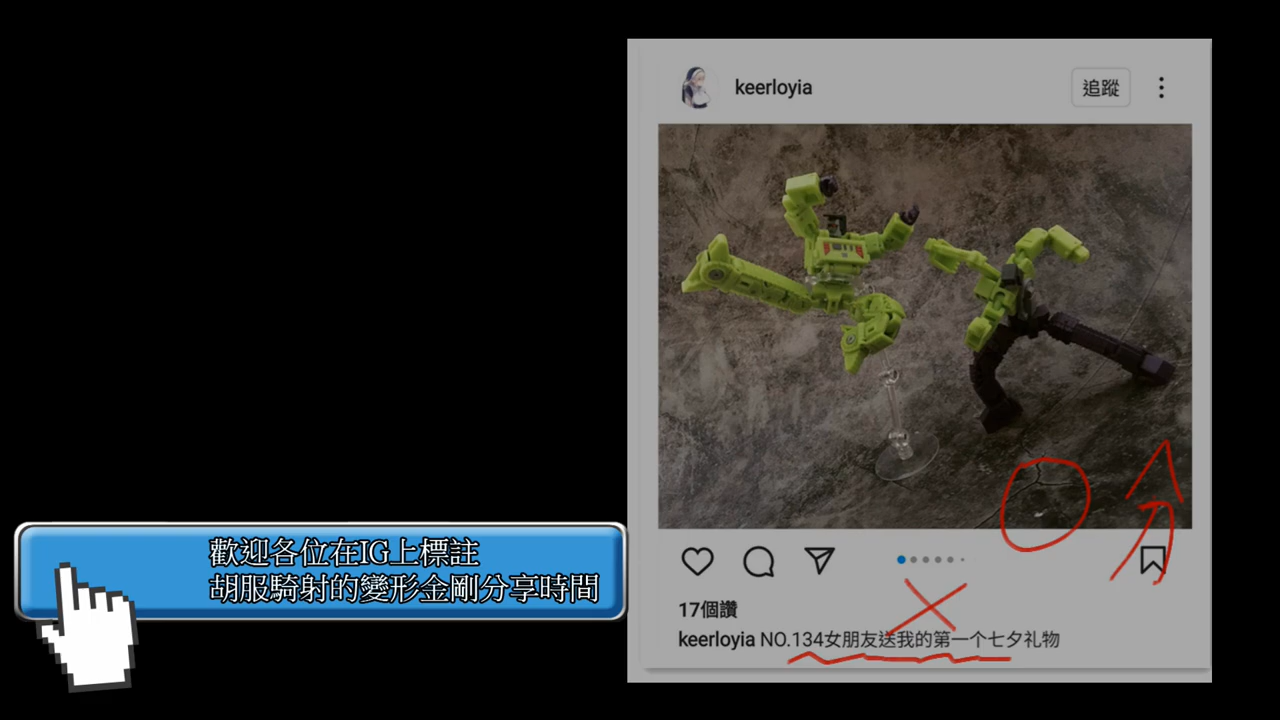 keerloyia
追蹤
歡迎各位在IG上標註
胡服騎射的變形金剛分享時間
17個讚
keerloyia NO.134女朋友送我的第一个七夕礼物